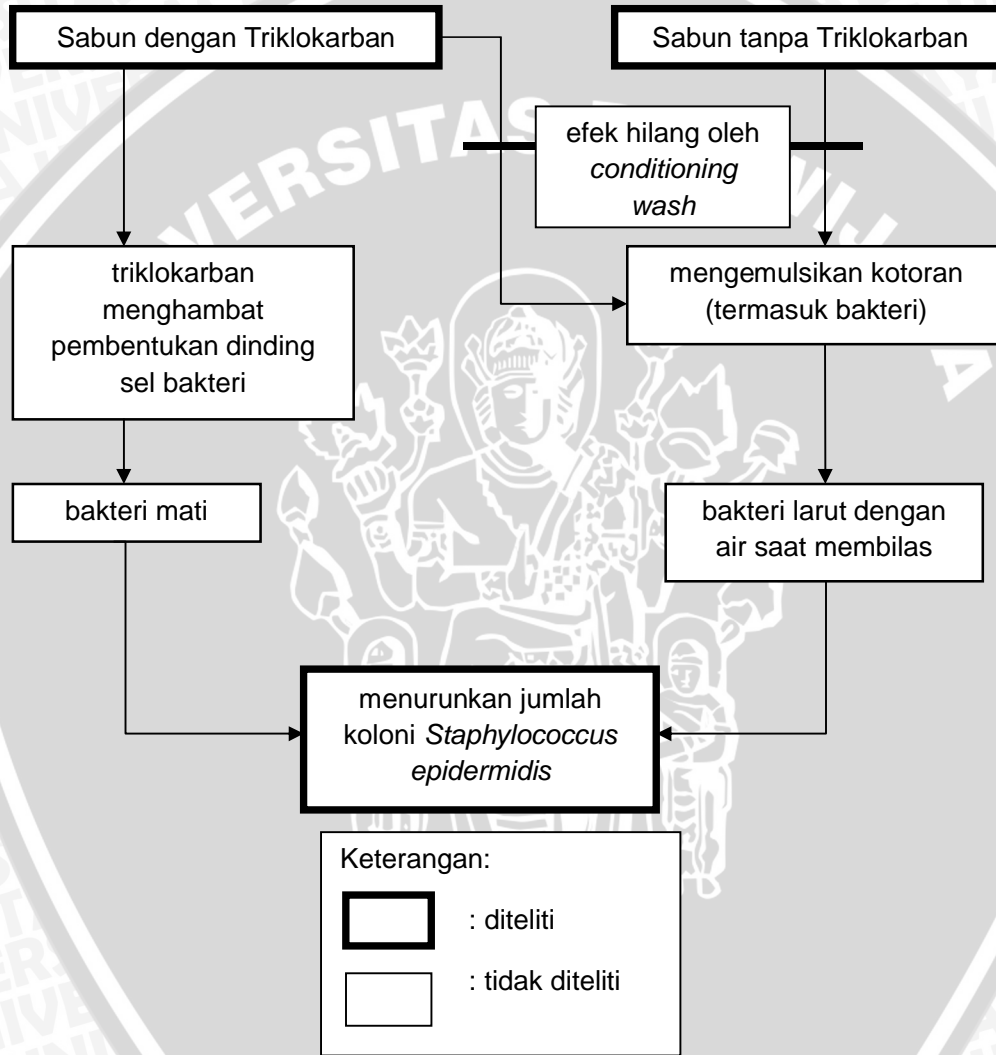 Sabun dengan Triklokarban
Sabun tanpa Triklokarban
efek hilang oleh
conditioning
wash
triklokarban
menghambat
pembentukan dinding
sel bakteri
mengemulsikan kotoran
(termasuk bakteri)
bakteri mati
bakteri larut dengan
air saat membilas
menurunkan jumlah
koloni Staphylococcus
epidermidis
Keterangan:
: diteliti
: tidak diteliti